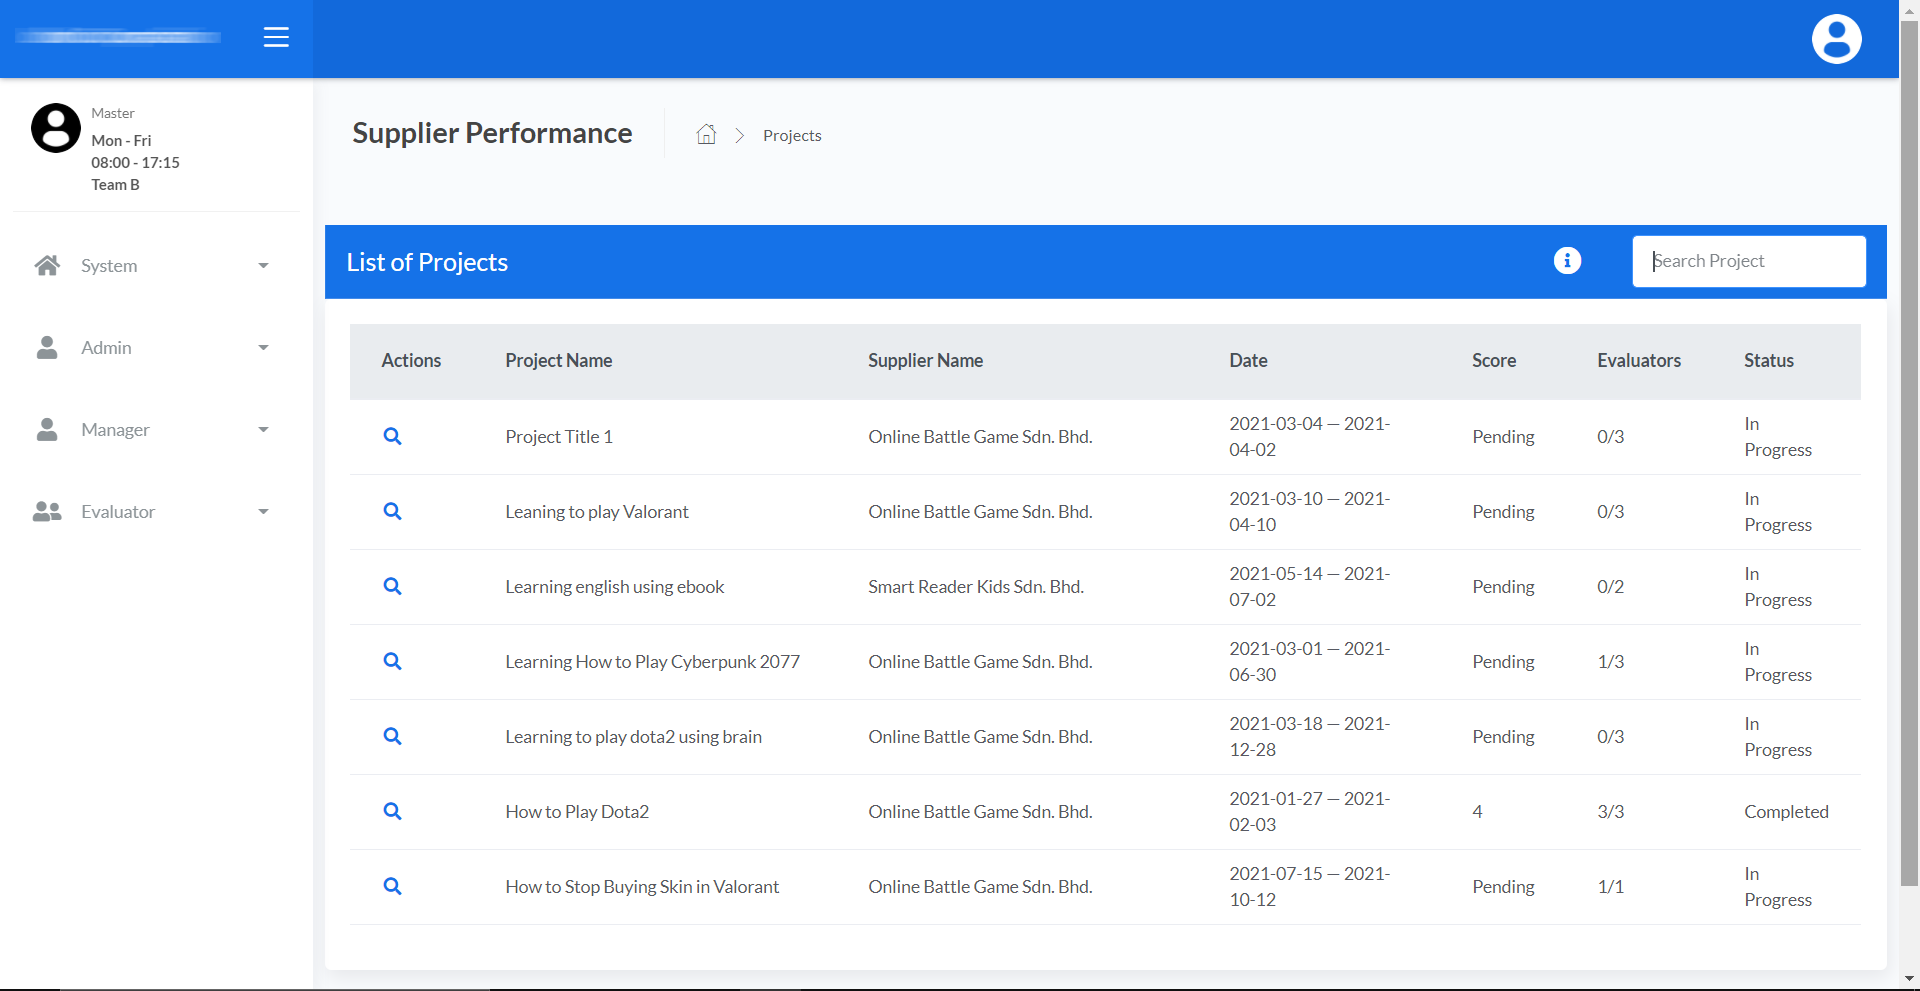 Master
Mon - Fri
08:00 - 17:15
Team B
System
Admin
Manager
Evaluator
Supplier Performance
Projects
List of Projects
Search Project
Actions Project Name Supplier Name Date Score Evaluators Status
Project Title 1 Online Battle Game Sdn. Bhd. 2021-03-04 — 2021-
04-02 Pending 0/3 In
Progress
Leaning to play Valorant Online Battle Game Sdn. Bhd. 2021-03-10 — 2021-
04-10 Pending 0/3 In
Progress
Learning english using ebook Smart Reader Kids Sdn. Bhd. 2021-05-14 — 2021-
07-02 Pending 0/2 In
Progress
Learning How to Play Cyberpunk 2077 Online Battle Game Sdn. Bhd. 2021-03-01 — 2021-
06-30 Pending 1/3 In
Progress
Learning to play dota2 using brain Online Battle Game Sdn. Bhd. 2021-03-18 — 2021-
12-28 Pending 0/3 In
Progress
How to Play Dota2 Online Battle Game Sdn. Bhd. 2021-01-27 — 2021-
02-03 4 3/3 Completed
How to Stop Buying Skin in Valorant Online Battle Game Sdn. Bhd. 2021-07-15 — 2021-
10-12 Pending 1/1 In
Progress